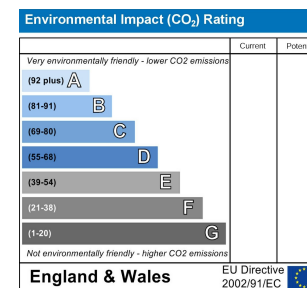 Environmental Impact (CO₂) Rating
Current
Very environmentally friendly - lower CO2 emissions
(92 plus) A
(81-91) B
(69-80) C
(55-68) D
(39-54) E
(21-38) F
(1-20) G
Not environmentally friendly - higher CO2 emissions
England & Wales
EU Directive
2002/91/EC